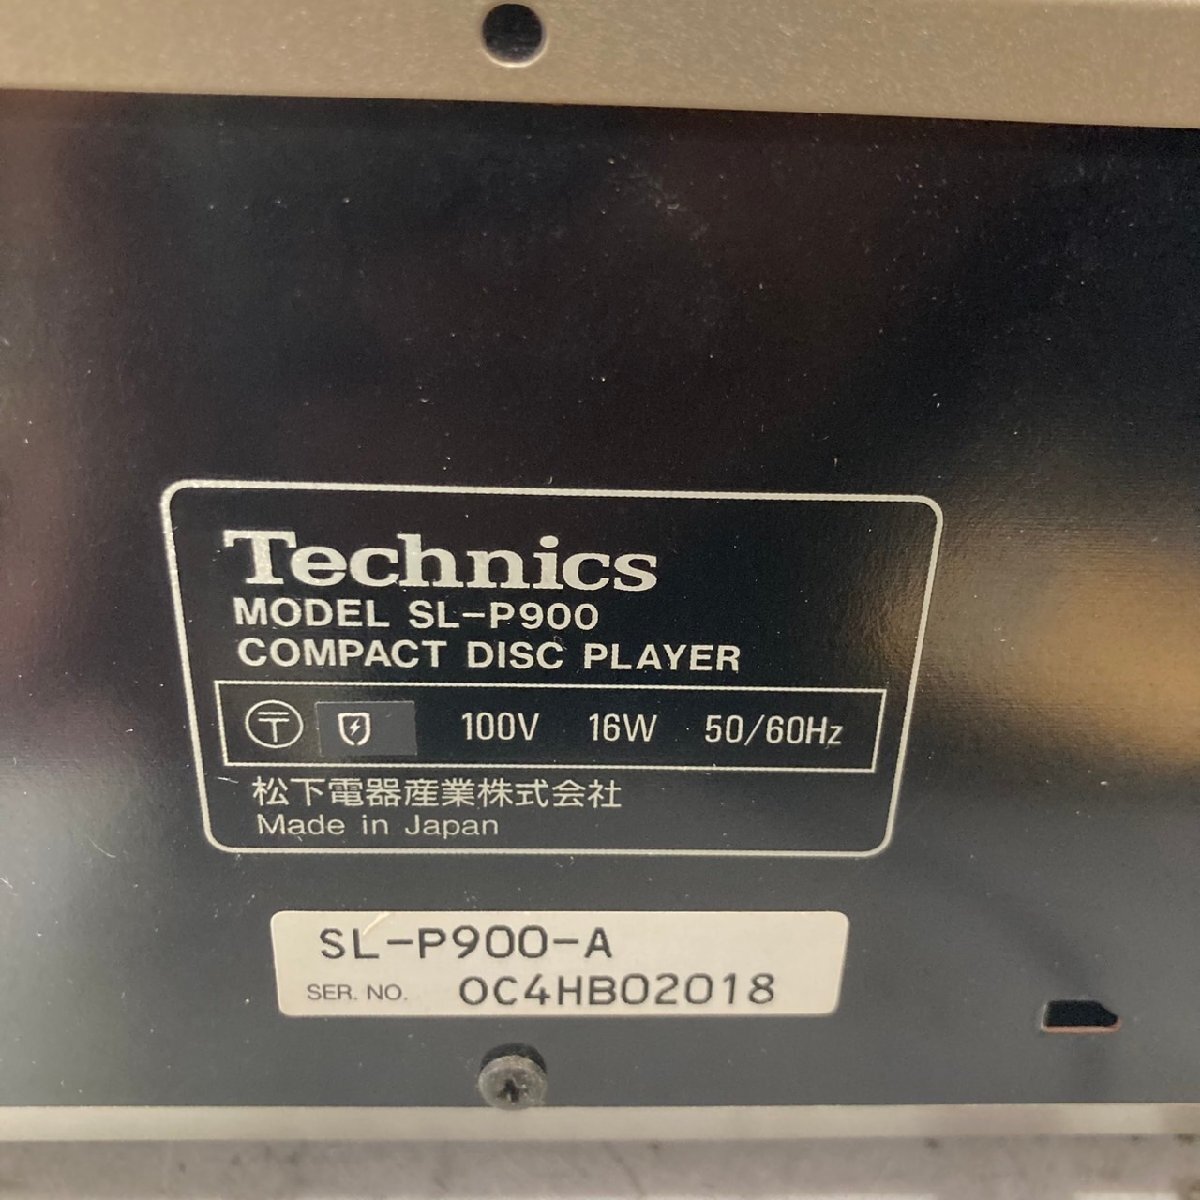 Technics
MODEL SL-P900
COMPACT DISC PLAYER
〒 100V 16W 50/60Hz
松下電器産業株式会社
Made in Japan
SL-P900-A
SER. NO. OC4HB02018